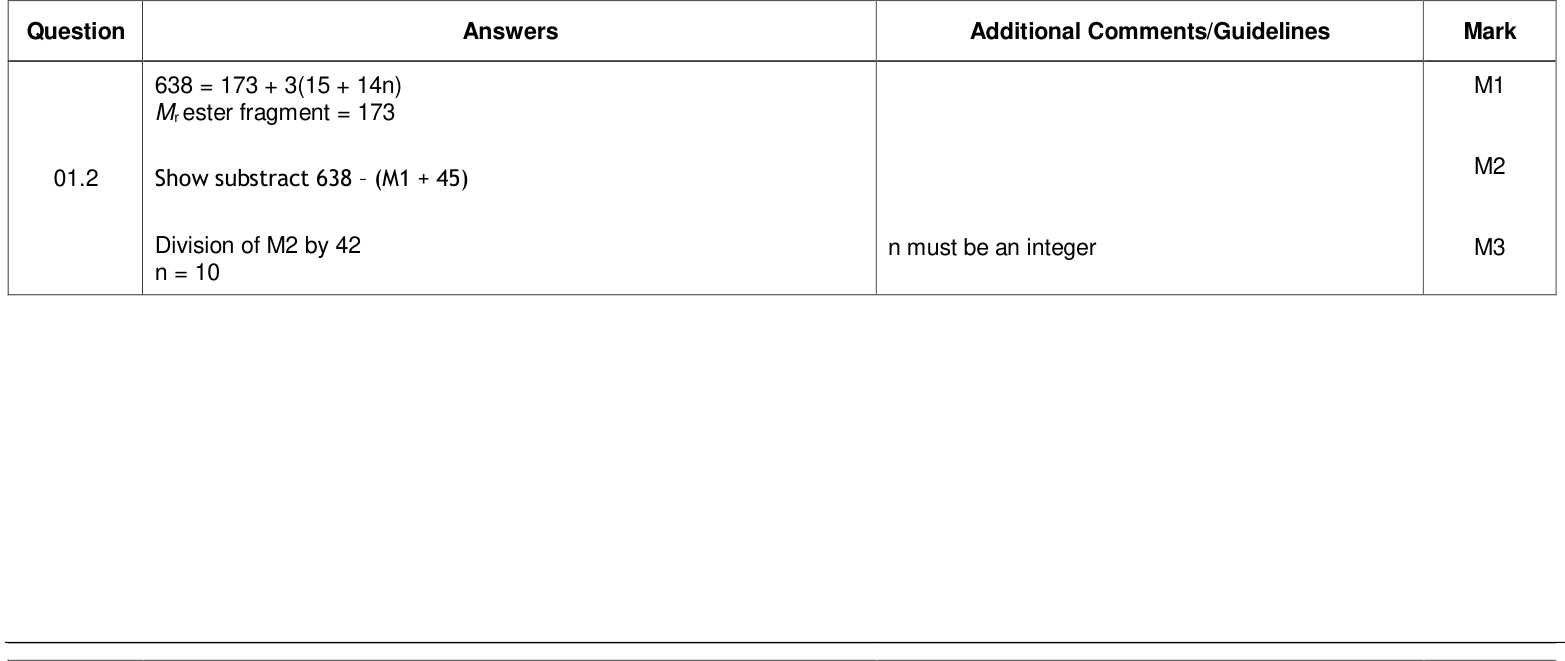 Question Answers Additional Comments/Guidelines Mark
638 = 173 + 3(15 + 14n) M1
Mr ester fragment = 173
01.2 Show substract 638 - (M1 + 45) M2
Division of M2 by 42 n must be an integer M3
n = 10